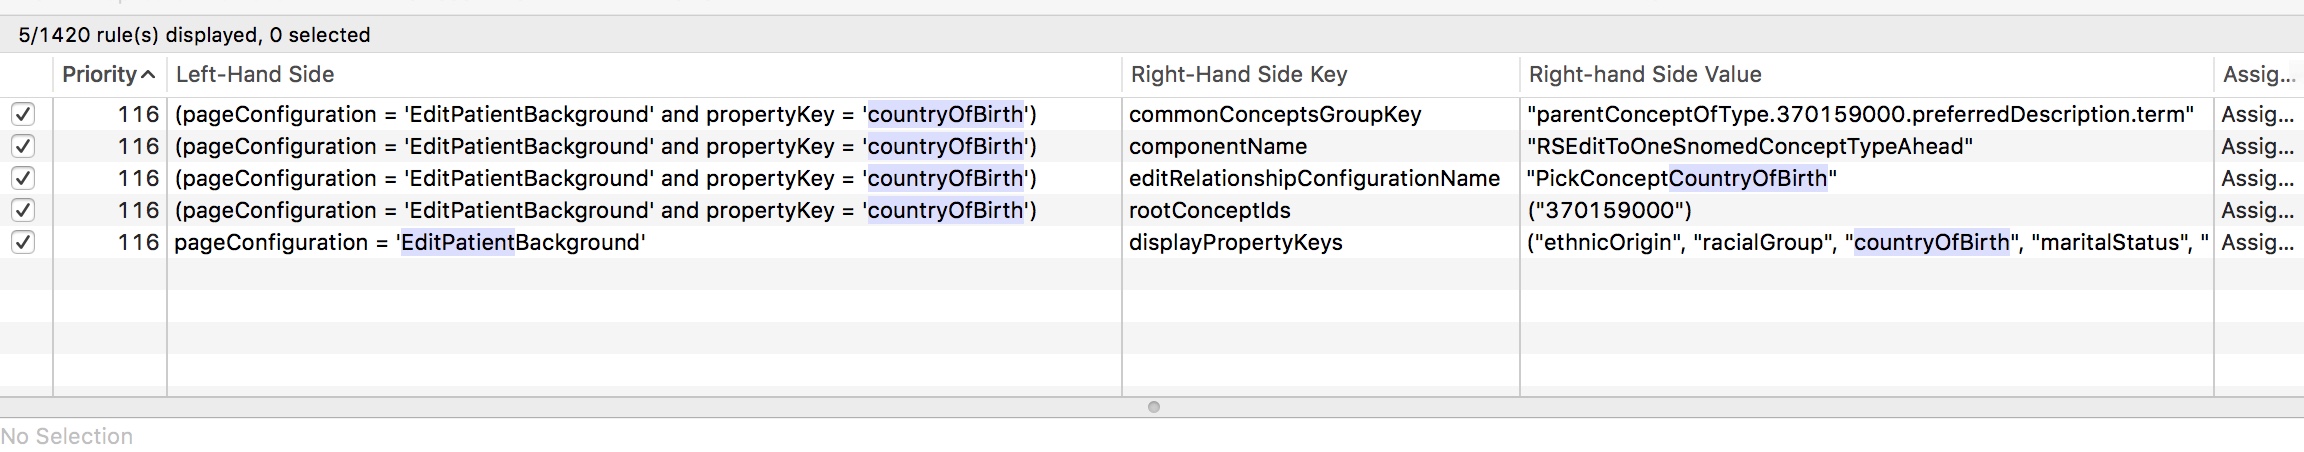 5/1420 rule(s) displayed, 0 selected
Priority Left-Hand Side Right-Hand Side Key Right-hand Side Value Assig...
116 (pageConfiguration = 'EditPatientBackground' and propertyKey = 'countryOfBirth') commonConceptsGroupKey "parentConceptOfType.370159000.preferredDescription.term" Assig...
116 (pageConfiguration = 'EditPatientBackground' and propertyKey = 'countryOfBirth') componentName "RSEditToOneSnomedConceptTypeAhead" Assig...
116 (pageConfiguration = 'EditPatientBackground' and propertyKey = 'countryOfBirth') editRelationshipConfigurationName "PickConceptCountryOfBirth" Assig...
116 (pageConfiguration = 'EditPatientBackground' and propertyKey = 'countryOfBirth') rootConceptIds ("370159000") Assig...
116 pageConfiguration = 'EditPatientBackground' displayPropertyKeys ("ethnicOrigin", "racialGroup", "countryOfBirth", "maritalStatus", " Assig...
No Selection